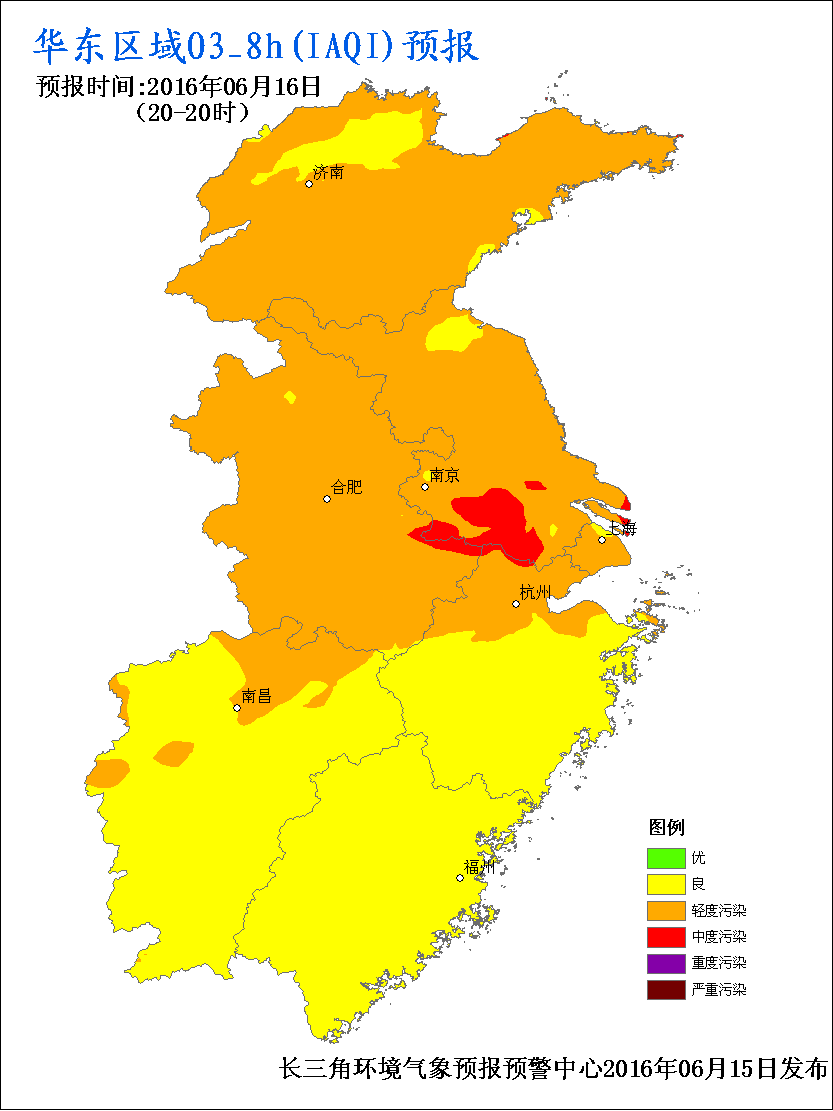 华东区域O3_8h(IAQI)预报
预报时间:2016年06月16日
（20-20时）
济南
南京
合肥
上海
杭州
南昌
福州
图例
优
良
轻度污染
中度污染
重度污染
严重污染
长三角环境气象预报预警中心2016年06月15日发布